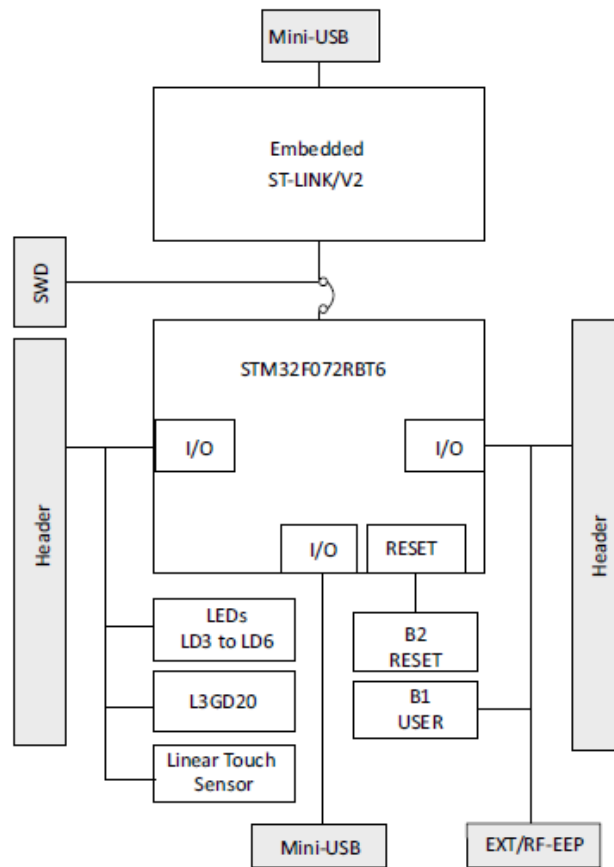 Mini-USB
Embedded
ST-LINK/V2
SWD
STM32F072RBT6
I/O
I/O
Header
Header
I/O
RESET
LEDs
LD3 to LD6
B2
RESET
L3GD20
B1
USER
Linear Touch
Sensor
Mini-USB
EXT/RF-EEP